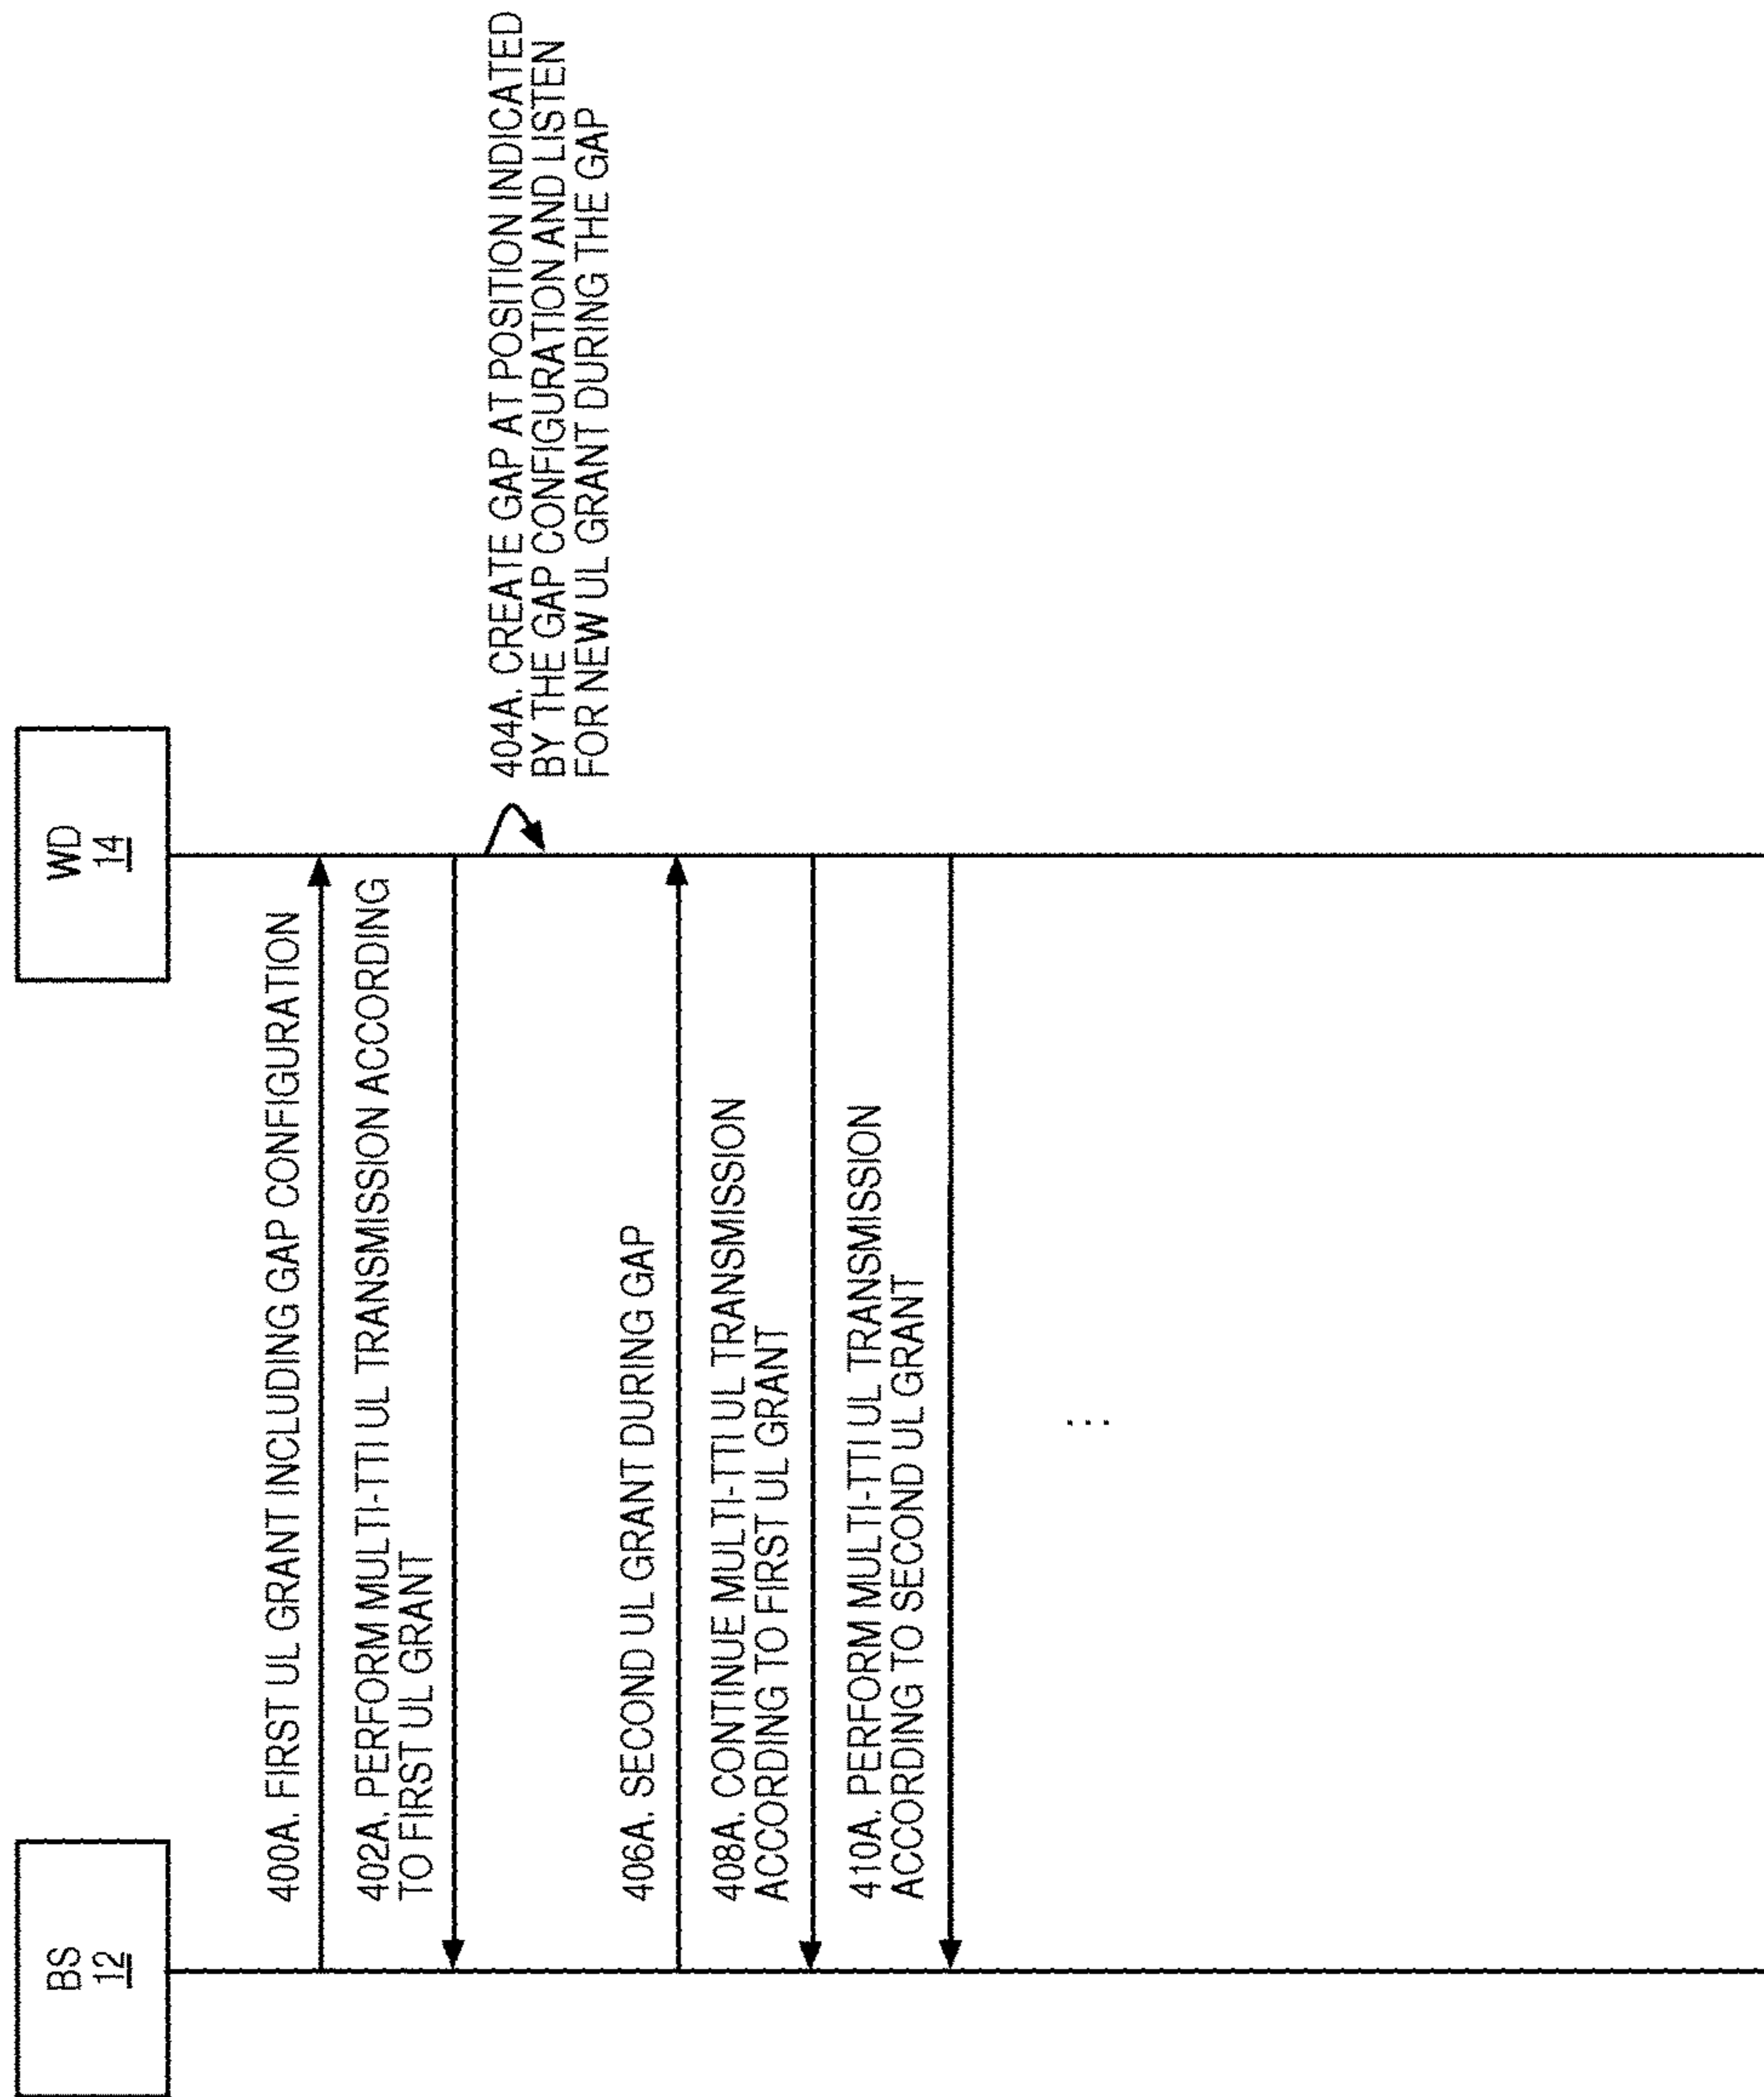 BS
12
WD
14
400A. FIRST UL GRANT INCLUDING GAP CONFIGURATION
402A. PERFORM MULTI-TTI UL TRANSMISSION ACCORDING
TO FIRST UL GRANT
404A. CREATE GAP AT POSITION INDICATED
BY THE GAP CONFIGURATION AND LISTEN
FOR NEW UL GRANT DURING THE GAP
406A. SECOND UL GRANT DURING GAP
408A. CONTINUE MULTI-TTI UL TRANSMISSION
ACCORDING TO FIRST UL GRANT
410A. PERFORM MULTI-TTI UL TRANSMISSION
ACCORDING TO SECOND UL GRANT
...